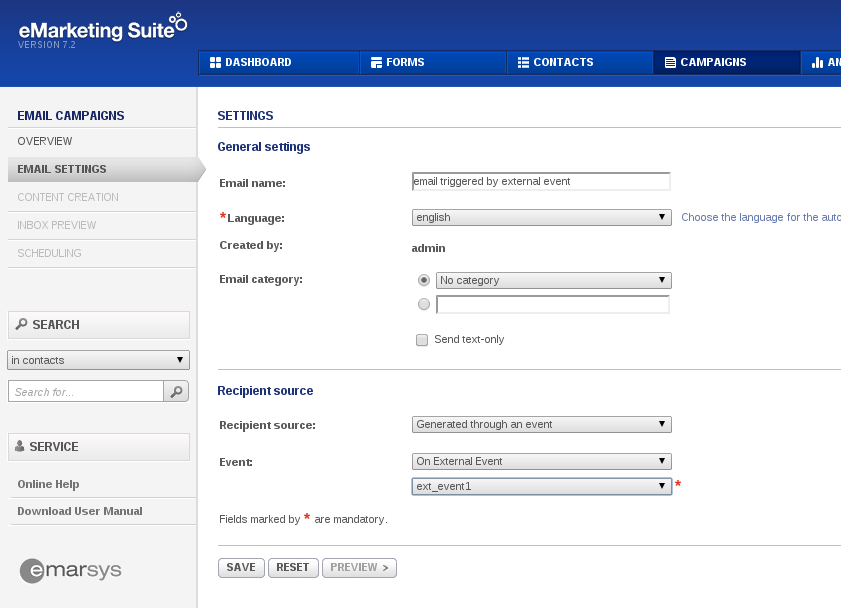 eMarketing Suite
VERSION 7.2
DASHBOARD
FORMS
CONTACTS
CAMPAIGNS
AN
EMAIL CAMPAIGNS
OVERVIEW
EMAIL SETTINGS
CONTENT CREATION
INBOX PREVIEW
SCHEDULING
SEARCH
in contacts
Search for...
SERVICE
Online Help
Download User Manual
emarsys
SETTINGS
General settings
Email name: email triggered by external event
*Language: english Choose the language for the auto
Created by: admin
Email category: No category
Send text-only
Recipient source
Recipient source: Generated through an event
Event: On External Event
ext_event1 *
Fields marked by * are mandatory.
SAVE RESET PREVIEW >